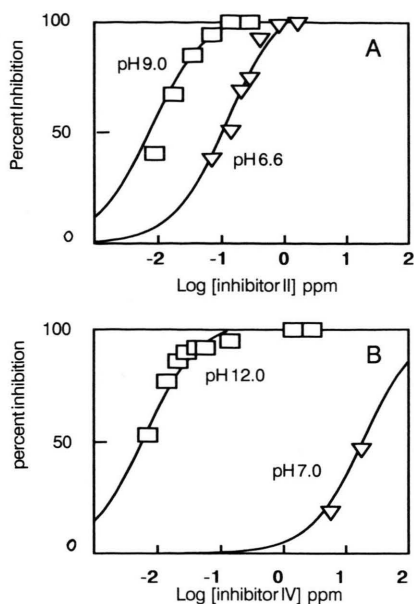 100
A
Percent Inhibition
pH9.0
50
pH6.6
0
-2 -1 0 1 2
Log [inhibitor II] ppm
100
B
percent inhibition
pH12.0
50
pH7.0
0
-2 -1 0 1 2
Log [inhibitor IV] ppm